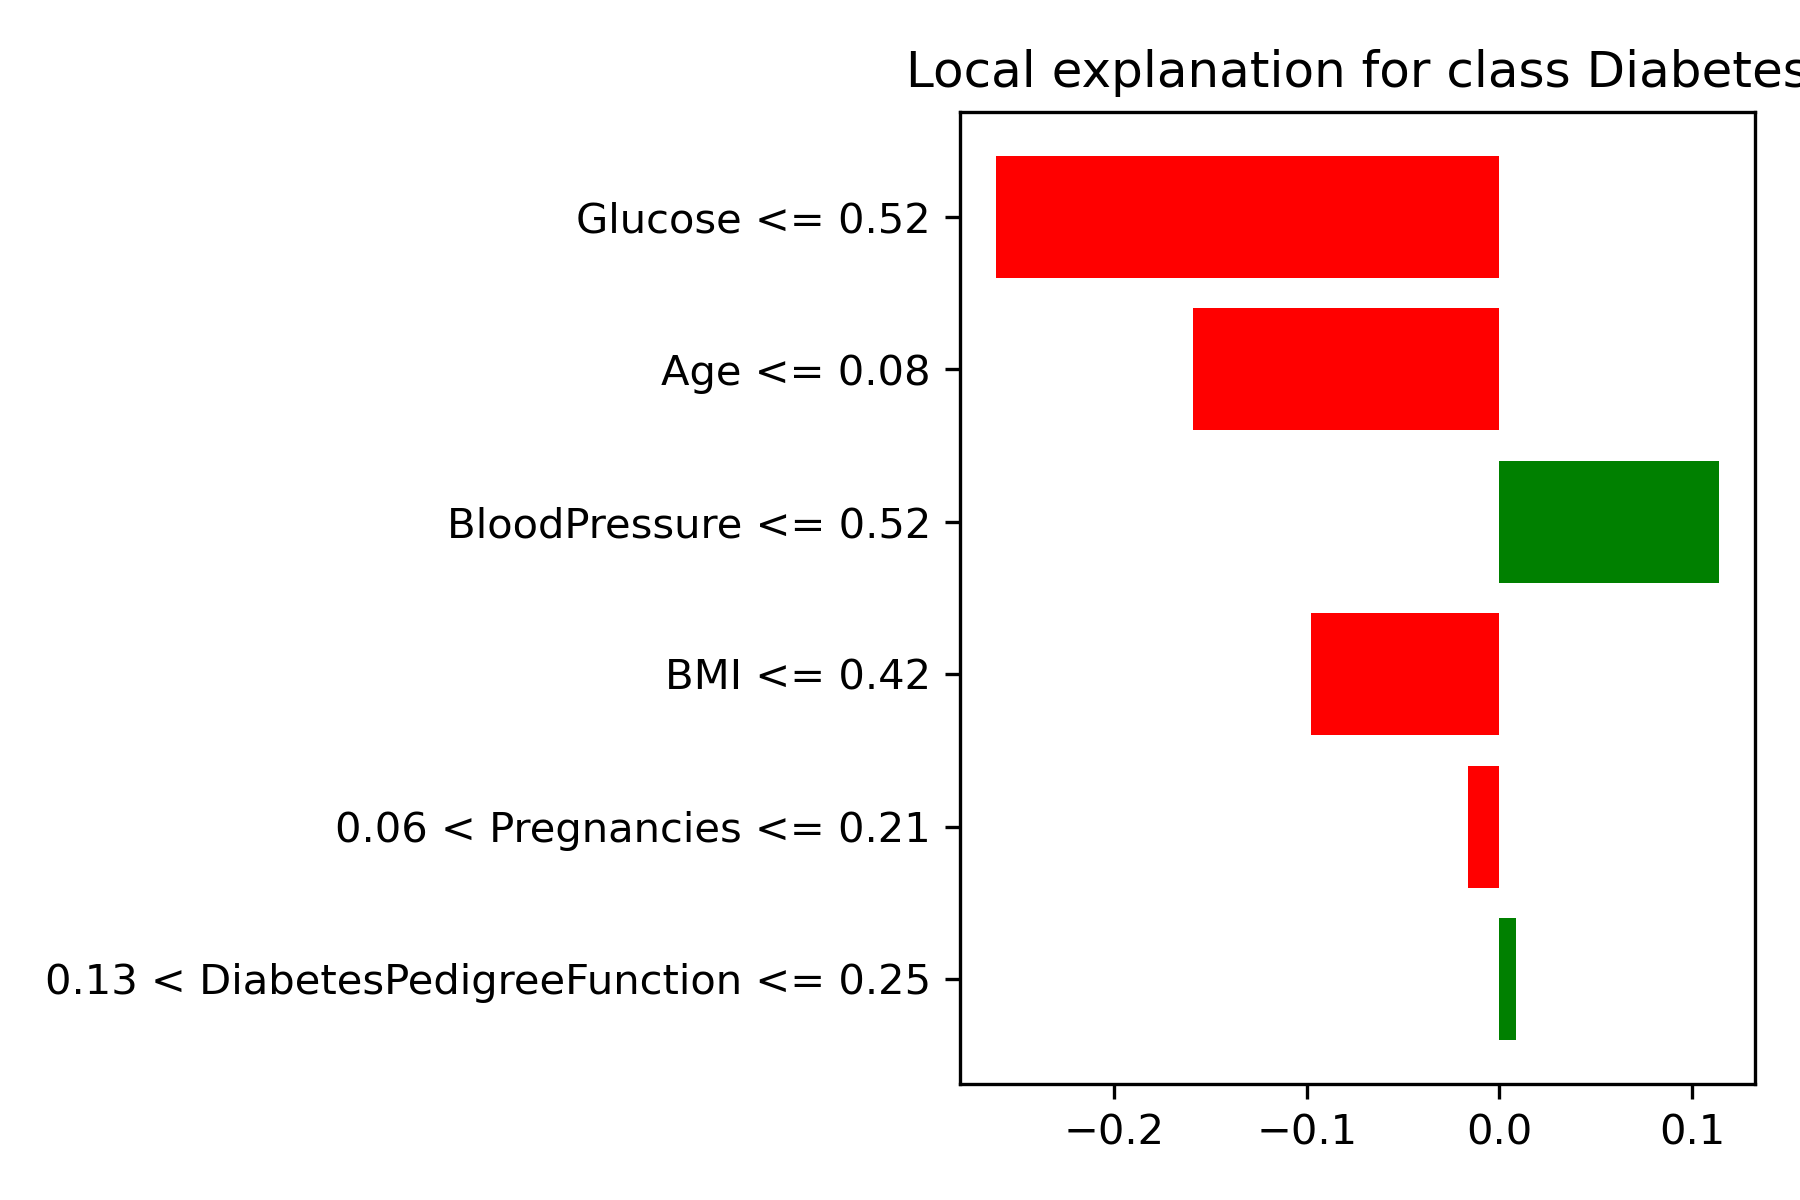 Local explanation for class Diabetes
Glucose <= 0.52
Age <= 0.08
BloodPressure <= 0.52
BMI <= 0.42
0.06 < Pregnancies <= 0.21
0.13 < DiabetesPedigreeFunction <= 0.25
−0.2 −0.1 0.0 0.1